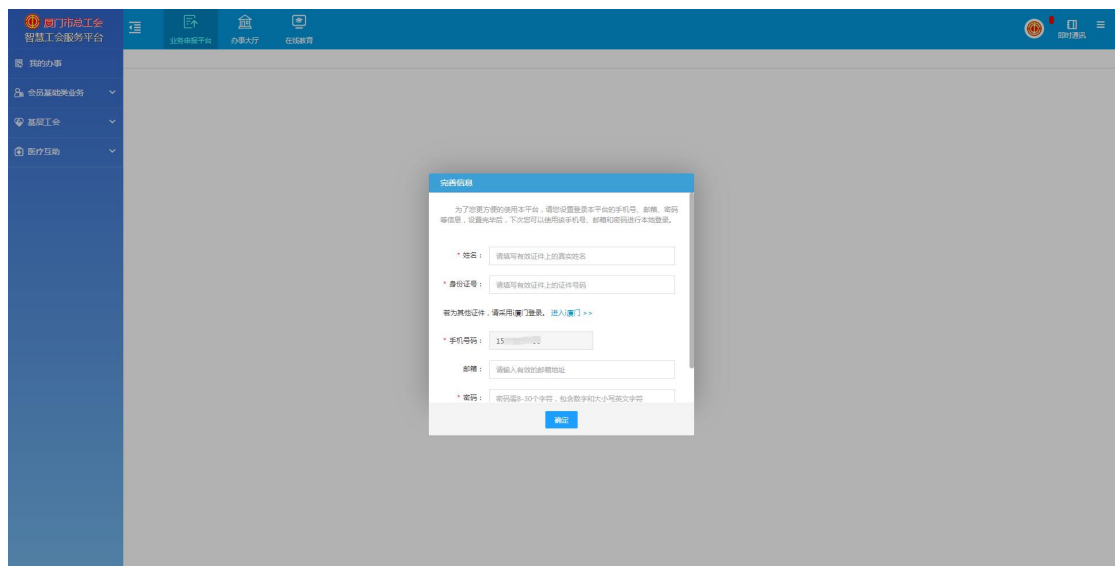 厦门市总工会
智慧工会服务平台
业务申报平台
办事大厅
在线教育
即时通讯
我的办事
会员基础类业务
基层工会
医疗互助
完善信息
为了您更方便的使用本平台，请您设置登录本平台的手机号、邮箱、密码
等信息，设置完毕后，下次您可以使用该手机号、邮箱和密码进行本地登录。
* 姓名： 请填写有效证件上的真实姓名
* 身份证号： 请填写有效证件上的证件号码
若为其他证件，请采用i厦门登录。进入i厦门 >>
* 手机号码： 15
邮箱： 请输入有效的邮箱地址
* 密码： 密码需8-30个字符，包含数字和大小写英文字符
确定